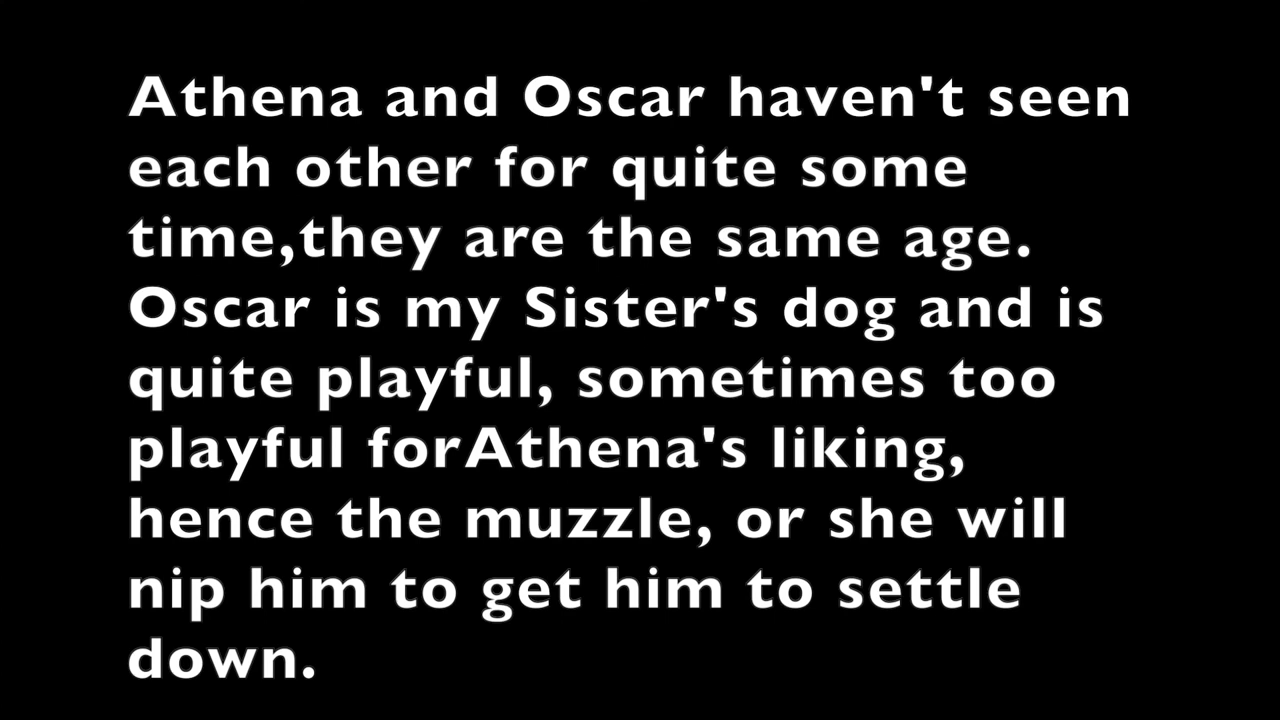 Athena and Oscar haven't seen
each other for quite some
time,they are the same age.
Oscar is my Sister's dog and is
quite playful, sometimes too
playful forAthena's liking,
hence the muzzle, or she will
nip him to get him to settle
down.